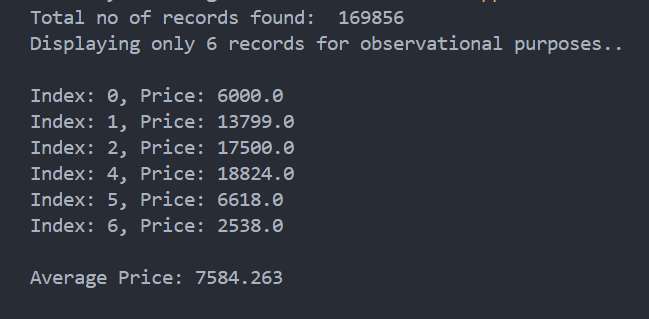 Total no of records found:  169856
Displaying only 6 records for observational purposes..
Index: 0, Price: 6000.0
Index: 1, Price: 13799.0
Index: 2, Price: 17500.0
Index: 4, Price: 18824.0
Index: 5, Price: 6618.0
Index: 6, Price: 2538.0
Average Price: 7584.263